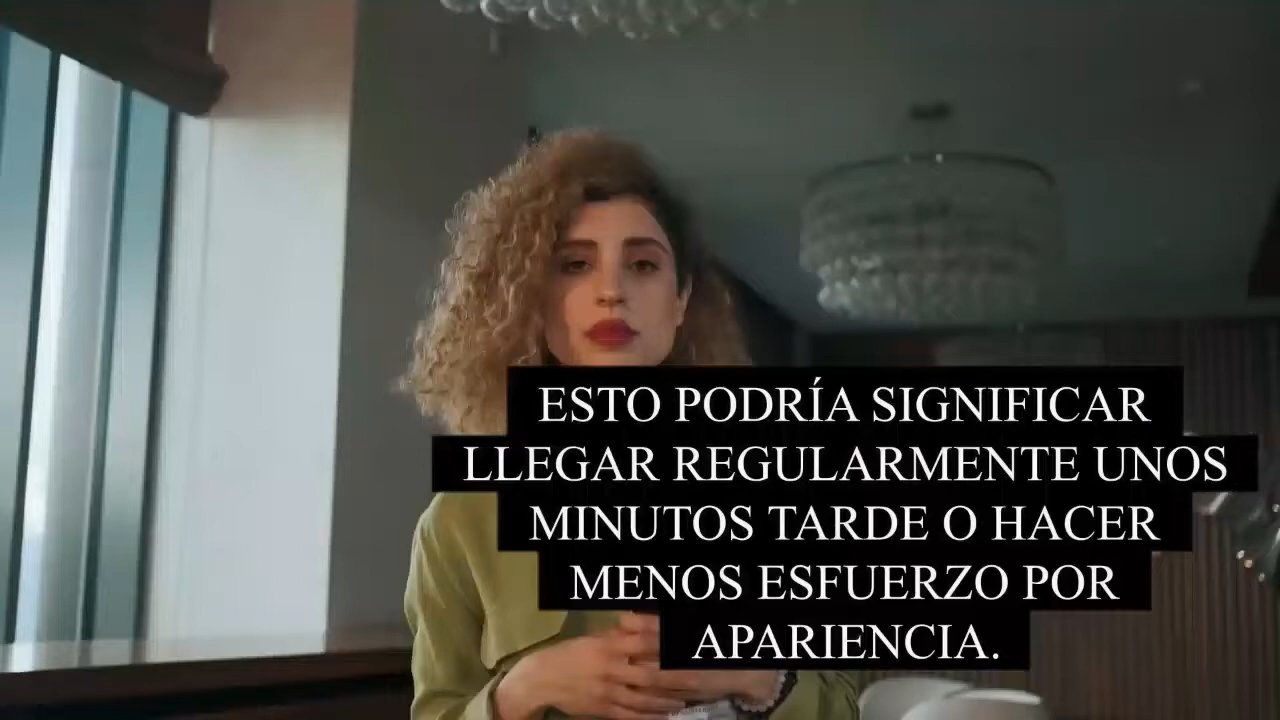 ESTO PODRÍA SIGNIFICAR
LLEGAR REGULARMENTE UNOS
MINUTOS TARDE O HACER
MENOS ESFUERZO POR
APARIENCIA.